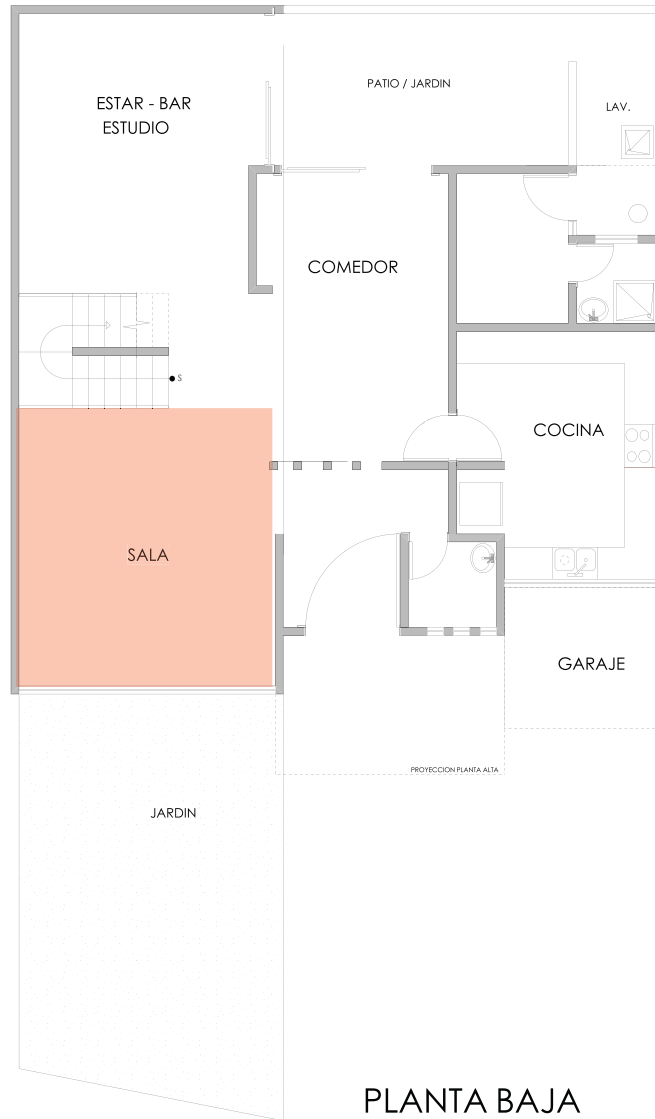 ESTAR - BAR
ESTUDIO
PATIO / JARDIN
LAV.
COMEDOR
S
COCINA
SALA
GARAJE
PROYECCION PLANTA ALTA
JARDIN
PLANTA BAJA